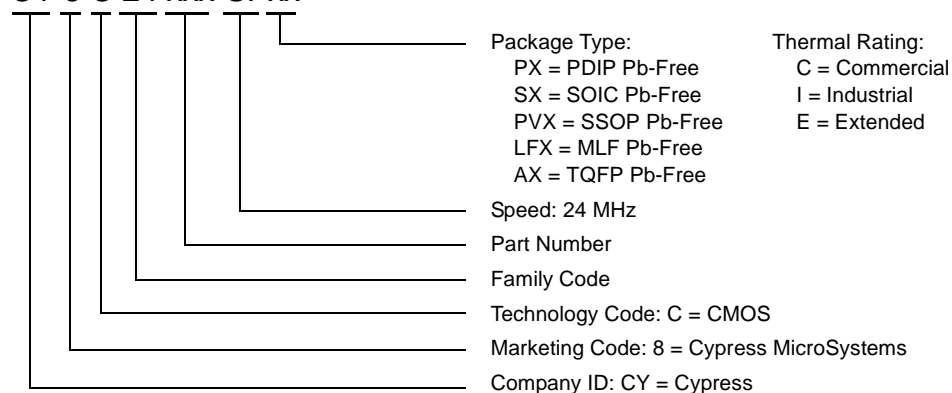 Package Type: Thermal Rating:
PX = PDIP Pb-Free C = Commercial
SX = SOIC Pb-Free I = Industrial
PVX = SSOP Pb-Free E = Extended
LFX = MLF Pb-Free
AX = TQFP Pb-Free
Speed: 24 MHz
Part Number
Family Code
Technology Code: C = CMOS
Marketing Code: 8 = Cypress MicroSystems
Company ID: CY = Cypress